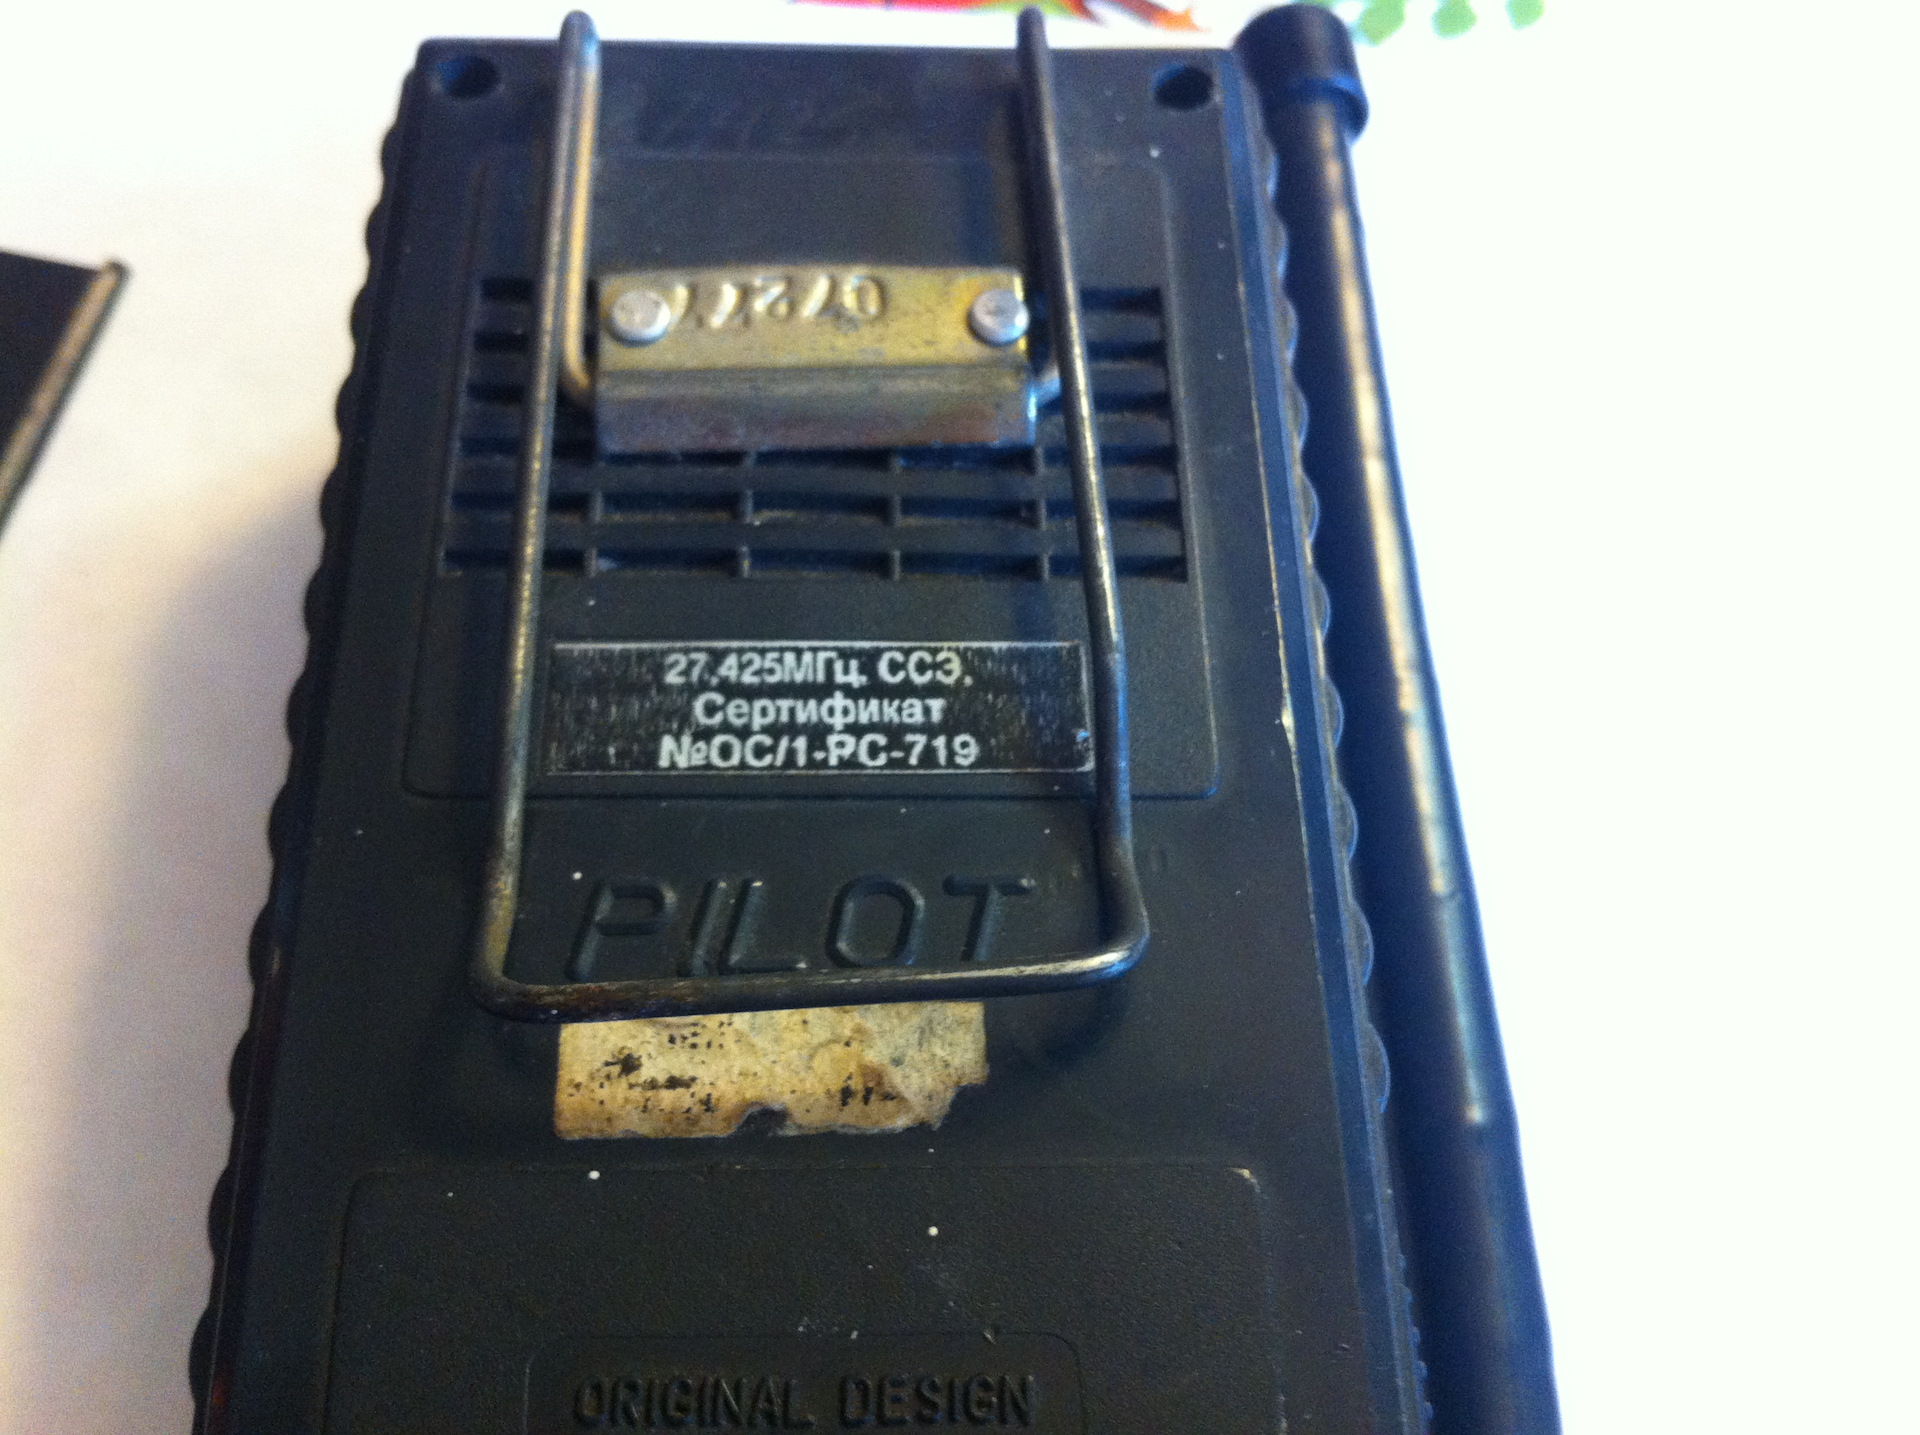 27,425МГц, ССЭ.
Сертификат
№ОС/1-РС-719
PILOT
ORIGINAL DESIGN